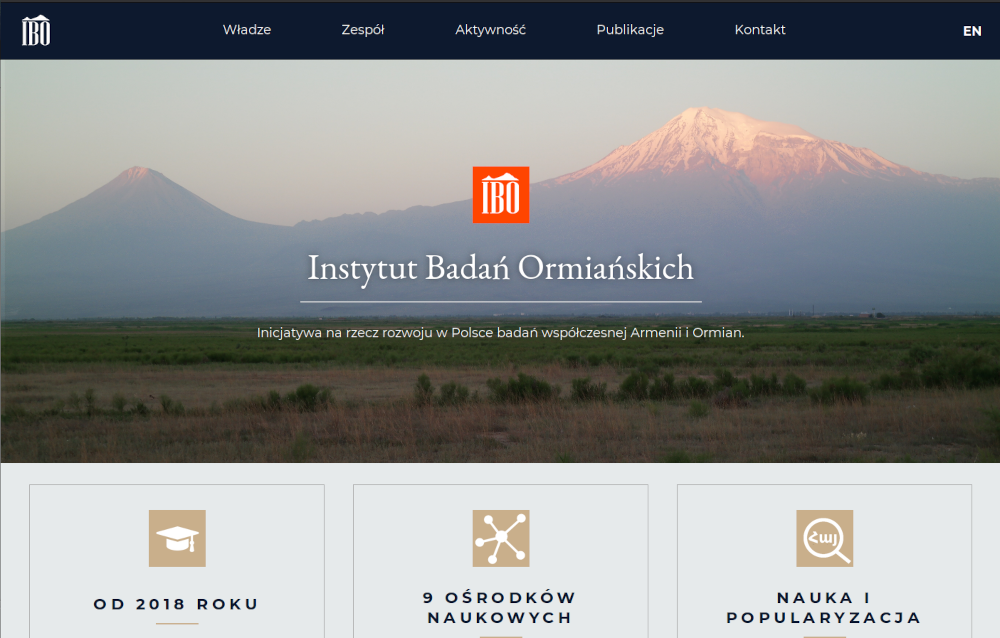 IBO
Władze Zespół Aktywność Publikacje Kontakt EN
IBO
Instytut Badań Ormiańskich
Inicjatywa na rzecz rozwoju w Polsce badań współczesnej Armenii i Ormian.
OD 2018 ROKU
9 OŚRODKÓW
NAUKOWYCH
Հայ
NAUKA I
POPULARYZACJA